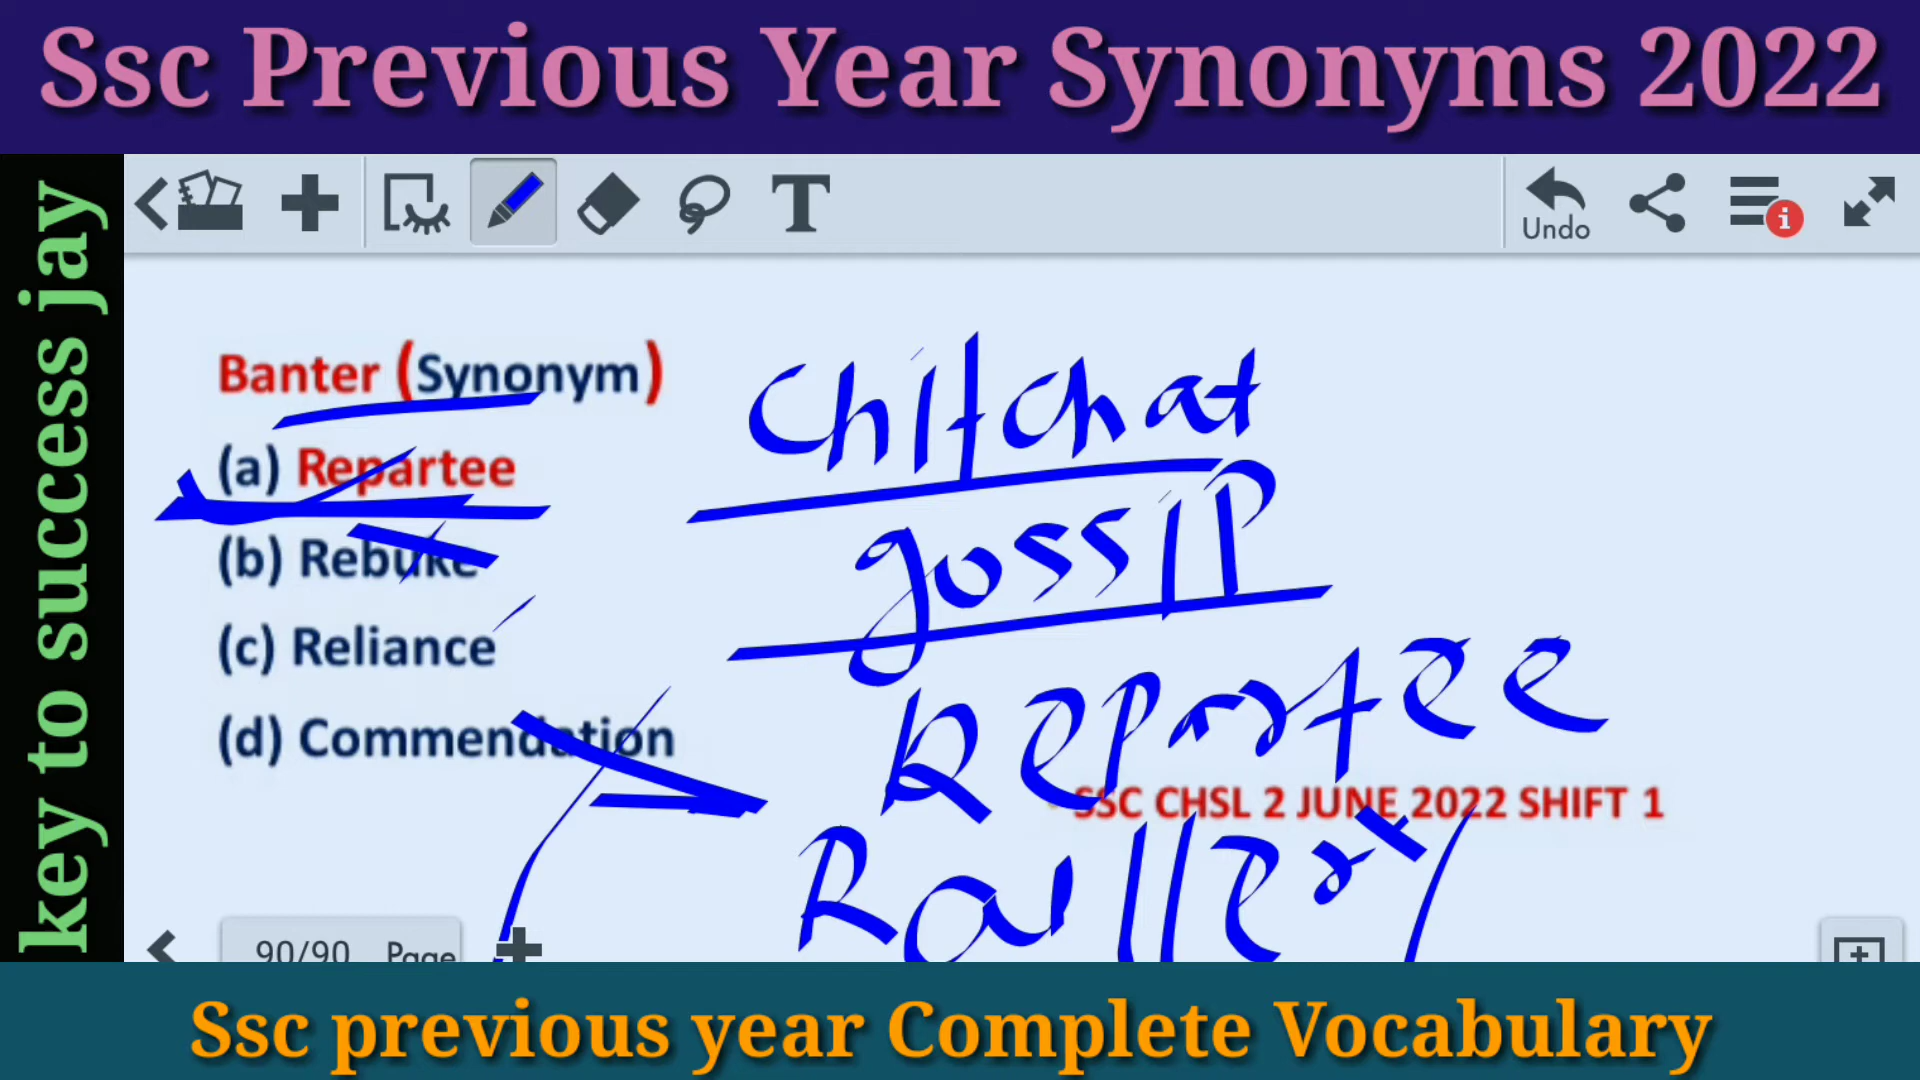 Ssc Previous Year Synonyms 2022
key to success jay
T
Undo
Banter (Synonym)
(a) Repartee
(b) Rebuke
(c) Reliance
(d) Commendation
Chitchat
gossip
Repartee
SSC CHSL 2 JUNE 2022 SHIFT 1
Raillery
90/90 Page
Ssc previous year Complete Vocabulary